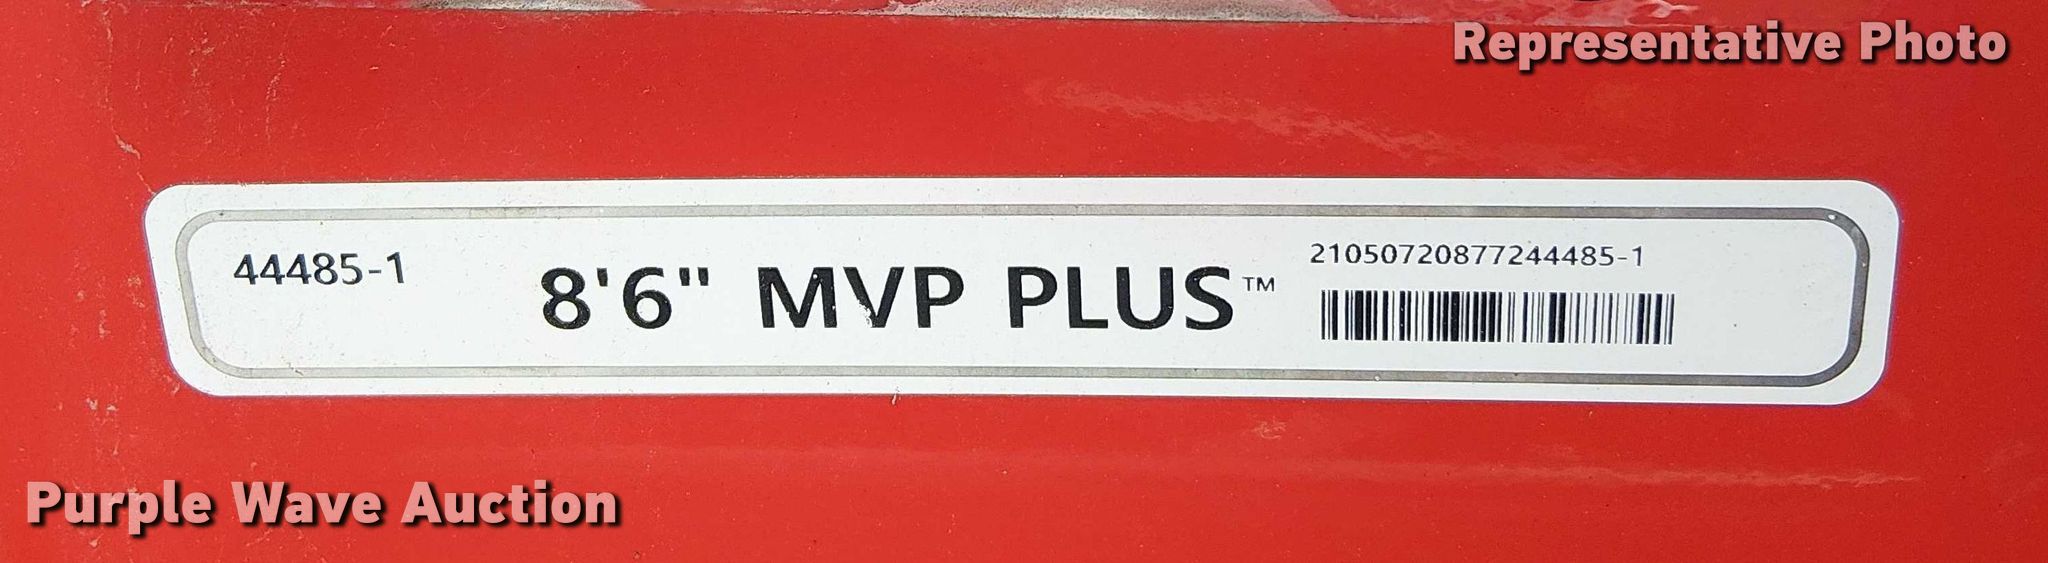 Representative Photo
44485-1
8'6" MVP PLUS™
21050720877244485-1
Purple Wave Auction